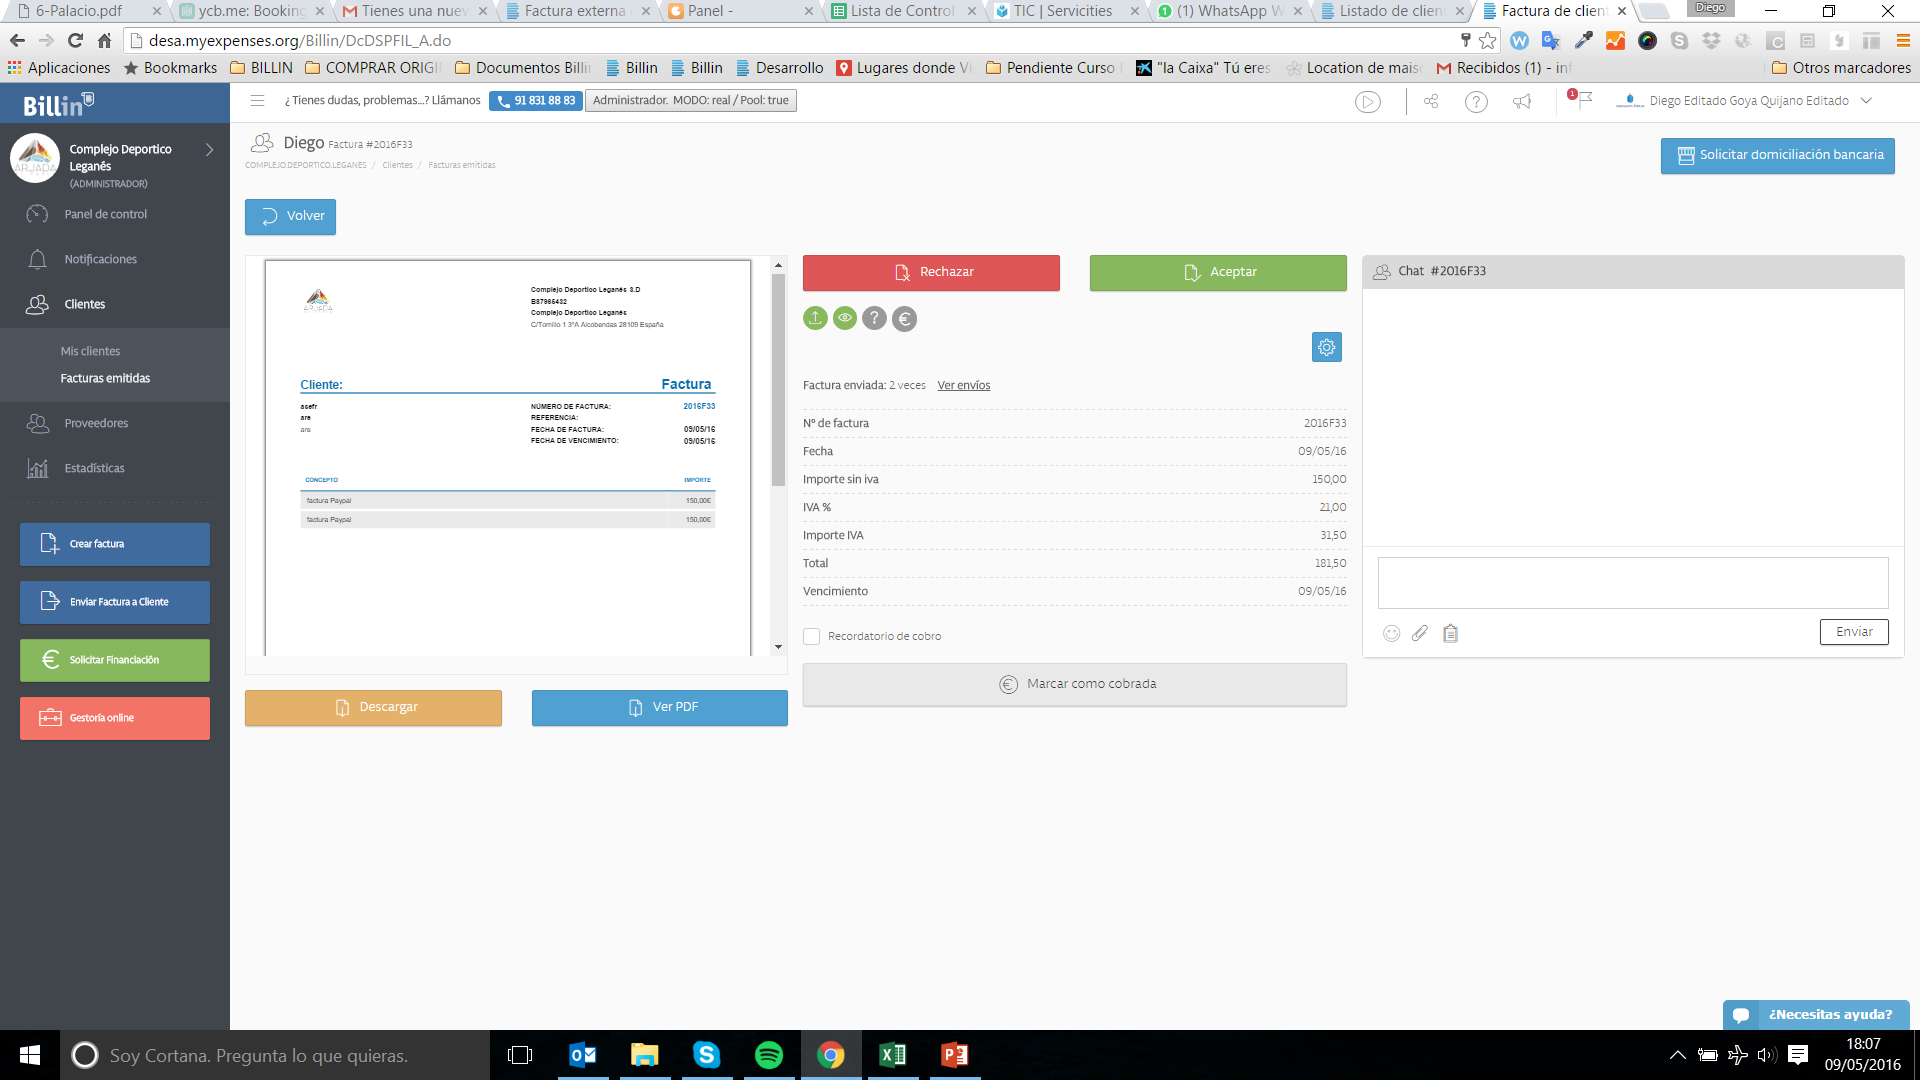 6-Palacio.pdf
ycb.me: Booking
Tienes una nuev
Factura externa
Panel -
Lista de Control
TIC | Servicities
(1) WhatsApp W
Listado de client
Factura de client
Diego
desa.myexpenses.org/Billin/DcDSPFIL_A.do
Aplicaciones
Bookmarks
BILLIN
COMPRAR ORIGI
Documentos Billi
Billin
Billin
Desarrollo
Lugares donde Vi
Pendiente Curso
"la Caixa" Tú eres
Location de mais
Recibidos (1) - inf
Otros marcadores
Billin
¿Tienes dudas, problemas...? Llámanos
91 831 88 83
Administrador. MODO: real / Pool: true
1
Diego Editado Goya Quijano Editado
ARJADA
Complejo Deportico
Leganés
(ADMINISTRADOR)
Panel de control
Notificaciones
Clientes
Mis clientes
Facturas emitidas
Proveedores
Estadísticas
Crear factura
Enviar Factura a Cliente
Solicitar Financiación
Gestoría online
Diego Factura #2016F33
COMPLEJO.DEPORTICO.LEGANES / Clientes / Facturas emitidas
Solicitar domiciliación bancaria
Volver
ARJADA
Complejo Deportico Leganés S.D
B87965432
Complejo Deportico Leganés
C/Tomillo 1 3ºA Alcobendas 28109 España
Cliente:
Factura
asefr
are
are
NÚMERO DE FACTURA: 2016F33
REFERENCIA:
FECHA DE FACTURA: 09/05/16
FECHA DE VENCIMIENTO: 09/05/16
CONCEPTO IMPORTE
factura Paypal 150,00€
factura Paypal 150,00€
Descargar
Ver PDF
Rechazar
Aceptar
Factura enviada: 2 veces Ver envíos
Nº de factura 2016F33
Fecha 09/05/16
Importe sin iva 150,00
IVA % 21,00
Importe IVA 31,50
Total 181,50
Vencimiento 09/05/16
Recordatorio de cobro
Marcar como cobrada
Chat #2016F33
Enviar
¿Necesitas ayuda?
Soy Cortana. Pregunta lo que quieras.
18:07
09/05/2016